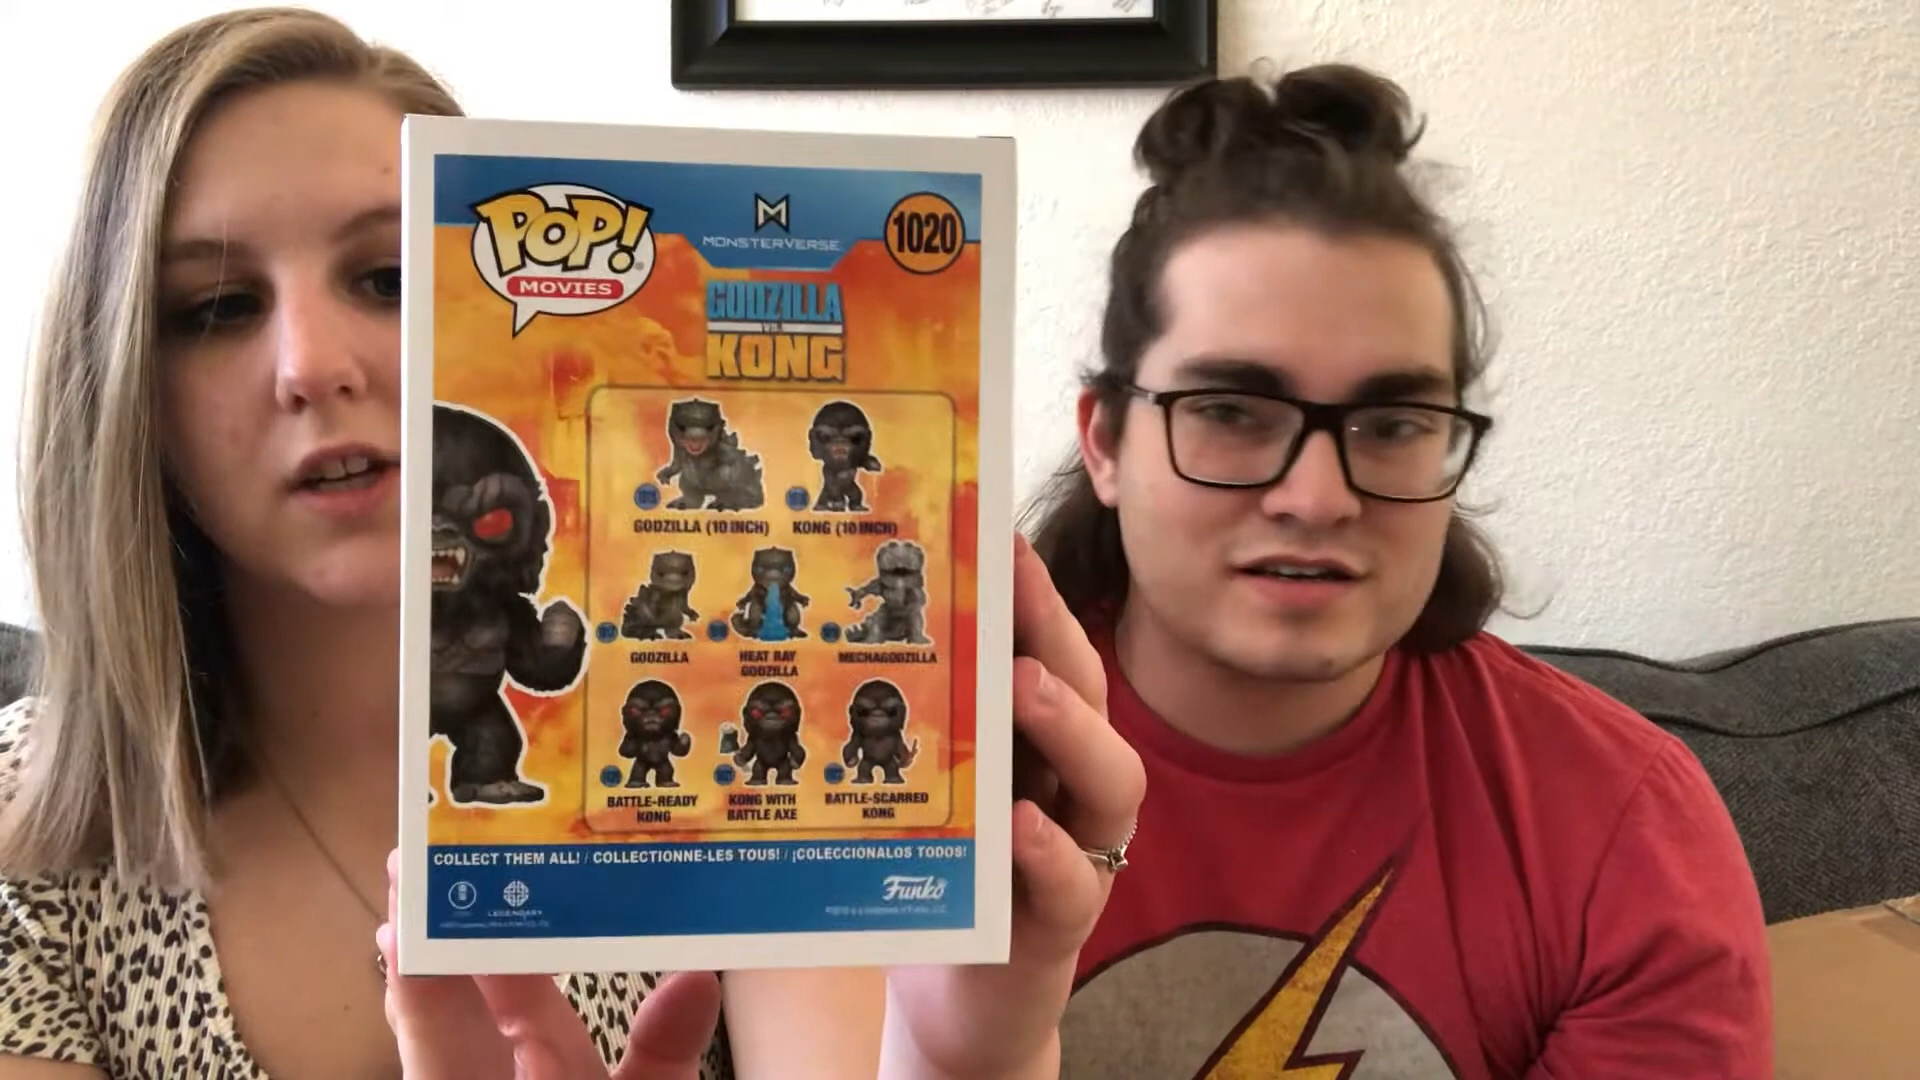 POP!
MOVIES
MONSTERVERSE
1020
GODZILLA
VS.
KONG
GODZILLA (10 INCH)
KONG (10 INCH)
GODZILLA
HEAT RAY
GODZILLA
MECHAGODZILLA
BATTLE-READY
KONG
KONG WITH
BATTLE AXE
BATTLE-SCARRED
KONG
COLLECT THEM ALL! / COLLECTIONNE-LES TOUS! / ¡COLECCIONALOS TODOS!
LEGENDARY
Funko